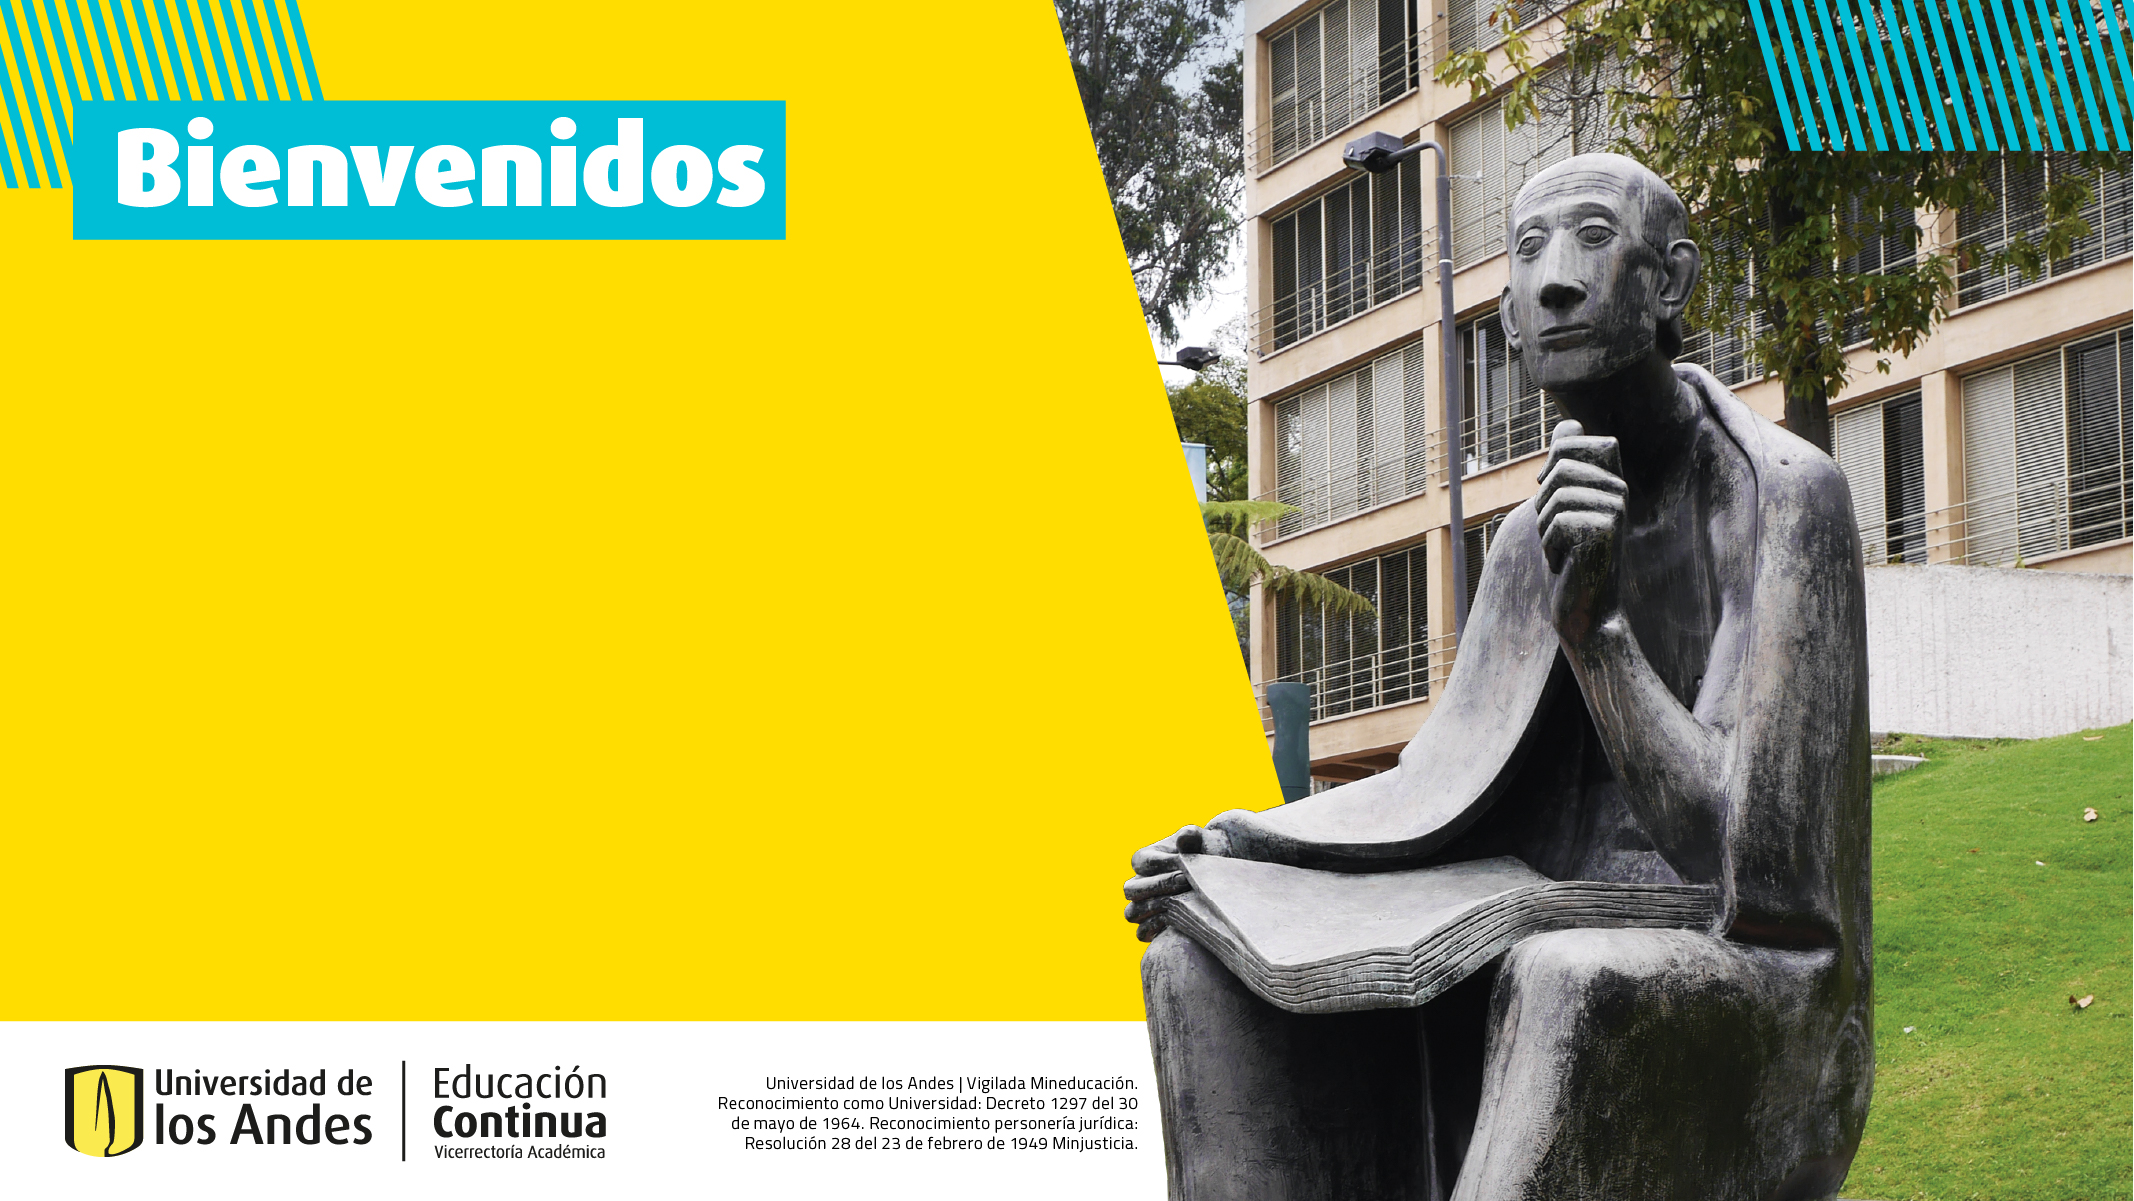 Bienvenidos
Universidad de
los Andes
Educación
Continua
Vicerrectoría Académica
Universidad de los Andes | Vigilada Mineducación.
Reconocimiento como Universidad: Decreto 1297 del 30
de mayo de 1964. Reconocimiento personería jurídica:
Resolución 28 del 23 de febrero de 1949 Minjusticia.